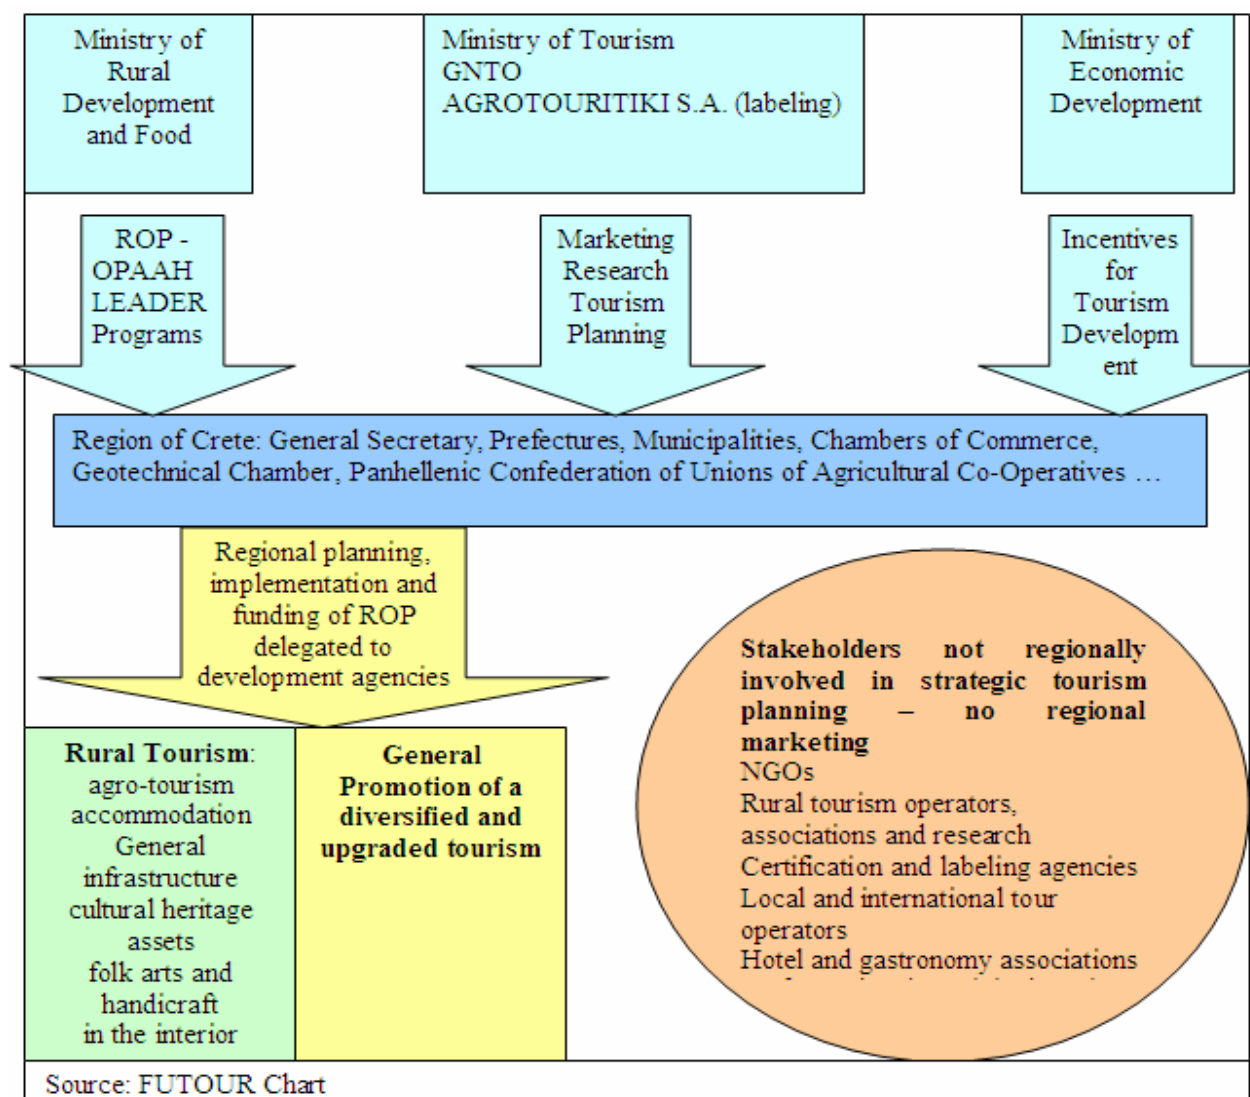 Ministry of
Rural
Development
and Food
Ministry of Tourism
GNTO
AGROTOURITIKI S.A. (labeling)
Ministry of
Economic
Development
ROP -
OPAAH
LEADER
Programs
Marketing
Research
Tourism
Planning
Incentives
for
Tourism
Developm
ent
Region of Crete: General Secretary, Prefectures, Municipalities, Chambers of Commerce,
Geotechnical Chamber, Panhellenic Confederation of Unions of Agricultural Co-Operatives …
Regional planning,
implementation and
funding of ROP
delegated to
development agencies
Rural Tourism:
agro-tourism
accommodation
General
infrastructure
cultural heritage
assets
folk arts and
handicraft
in the interior
General
Promotion of a
diversified and
upgraded tourism
Stakeholders not regionally
involved in strategic tourism
planning – no regional
marketing
NGOs
Rural tourism operators,
associations and research
Certification and labeling agencies
Local and international tour
operators
Hotel and gastronomy associations
Source: FUTOUR Chart